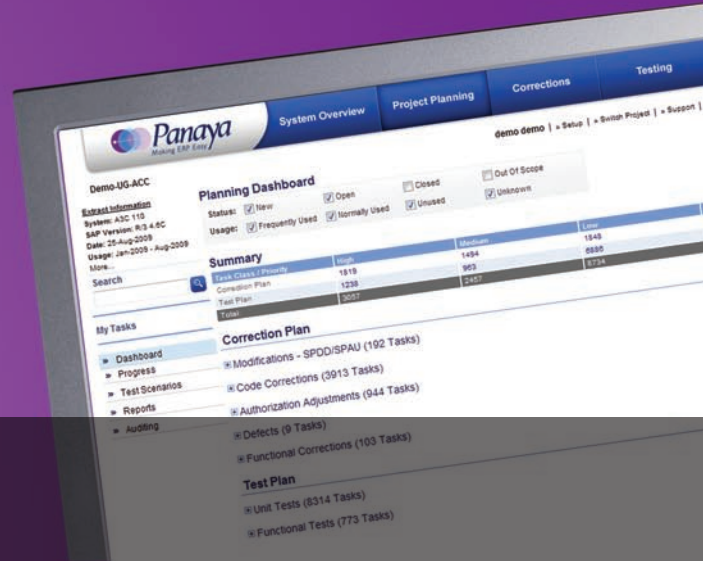 Panaya
Making ERP Easy
System Overview
Project Planning
Corrections
Testing
demo demo | » Setup | » Switch Project | » Support |
Demo-UG-ACC
Extract Information
System: A3C 110
SAP Version: R/3 4.6C
Date: 25-Aug-2009
Usage: Jan-2009 - Aug-2009
More...
Search
My Tasks
» Dashboard
» Progress
» Test Scenarios
» Reports
» Auditing
Planning Dashboard
Status: New Open Closed Out Of Scope
Usage: Frequently Used Normally Used Unused Unknown
Summary
Task Class / Priority High Medium Low
Correction Plan 1819 1494 1848
Test Plan 1238 963 6886
Total 3057 2457 8734
Correction Plan
Modifications - SPDD/SPAU (192 Tasks)
Code Corrections (3913 Tasks)
Authorization Adjustments (944 Tasks)
Defects (9 Tasks)
Functional Corrections (103 Tasks)
Test Plan
Unit Tests (8314 Tasks)
Functional Tests (773 Tasks)